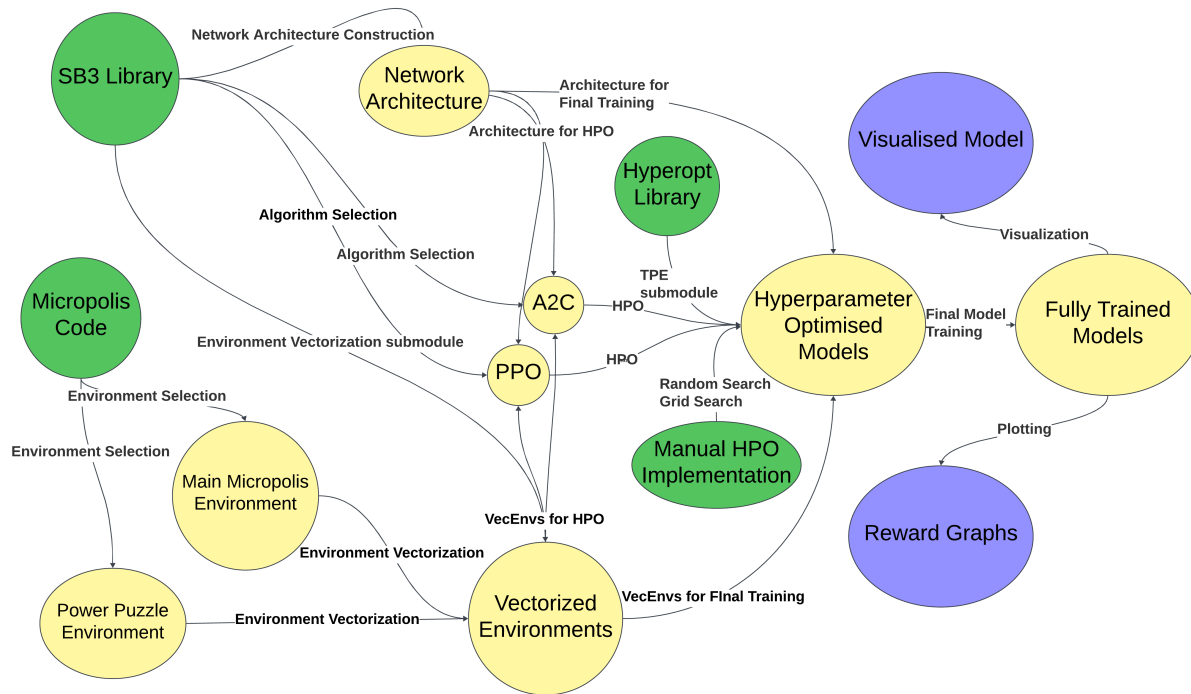 Network Architecture Construction
SB3 Library
Network
Architecture
Architecture for
Final Training
Architecture for HPO
Visualised Model
Hyperopt
Library
Algorithm Selection
Algorithm Selection
Visualization
Micropolis
Code
TPE
submodule
A2C
HPO
Hyperparameter
Optimised
Models
Final Model
Training
Fully Trained
Models
Environment Vectorization submodule
PPO
HPO
Random Search
Grid Search
Environment Selection
Environment Selection
Plotting
Manual HPO
Implementation
Main Micropolis
Environment
VecEnvs for HPO
Reward Graphs
Environment Vectorization
Power Puzzle
Environment
Environment Vectorization
Vectorized
Environments
VecEnvs for FInal Training